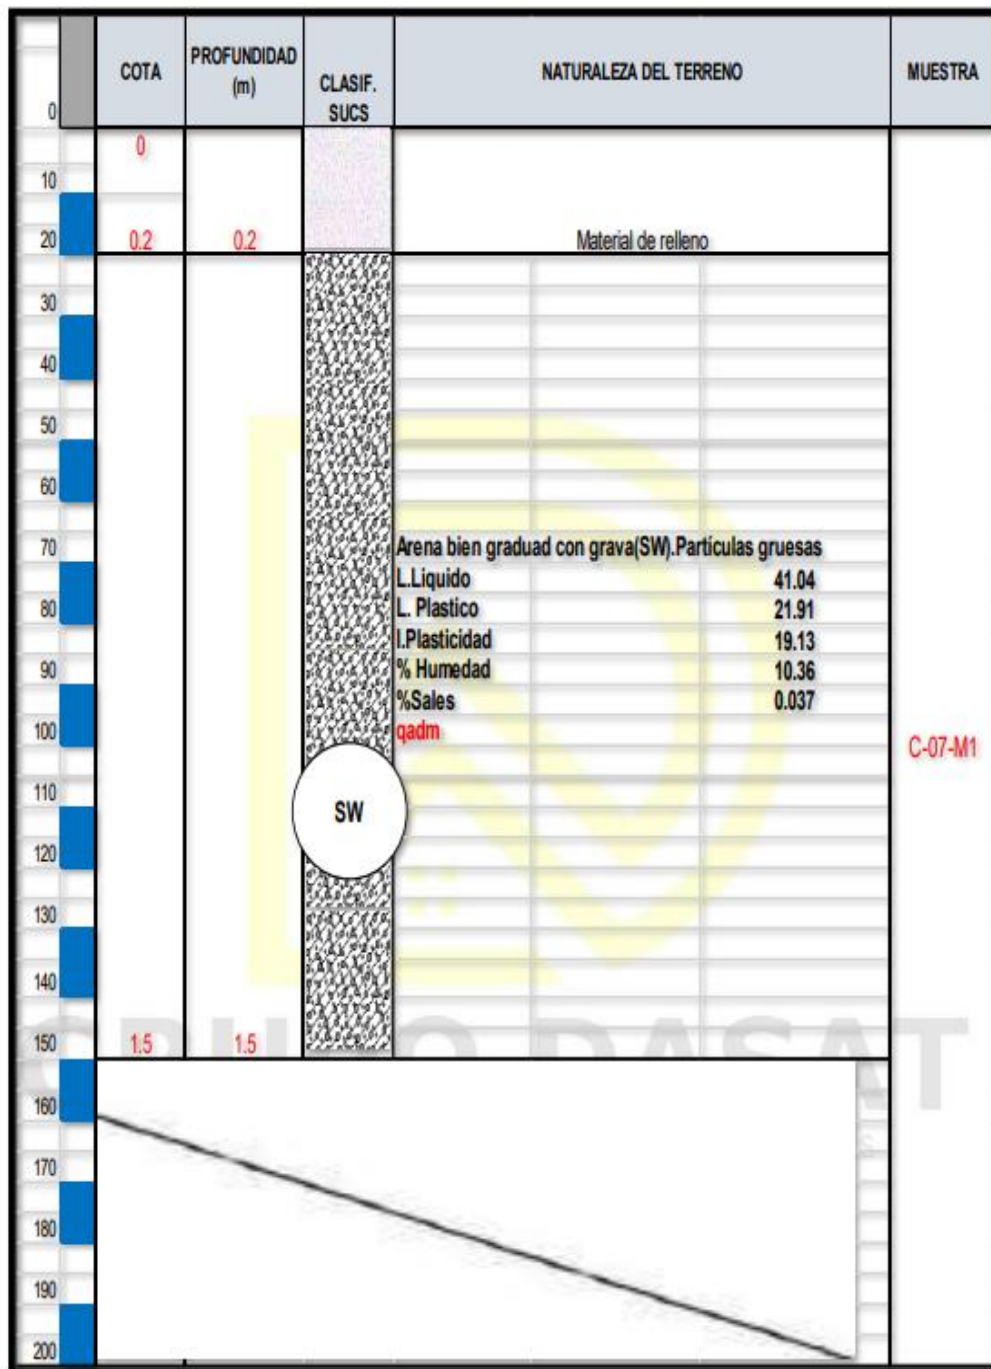 COTA
PROFUNDIDAD
(m)
CLASIF.
SUCS
NATURALEZA DEL TERRENO
MUESTRA
0
0
10
20 0.2 0.2 Material de relleno
30
40
50
60
70
Arena bien graduad con grava(SW).Partículas gruesas
L.Liquido 41.04
80
L. Plastico 21.91
I.Plasticidad 19.13
90
% Humedad 10.36
%Sales 0.037
100
qadm
C-07-M1
110
SW
120
130
140
150 1.5 1.5
GRUPO DASAT
160
170
180
190
200